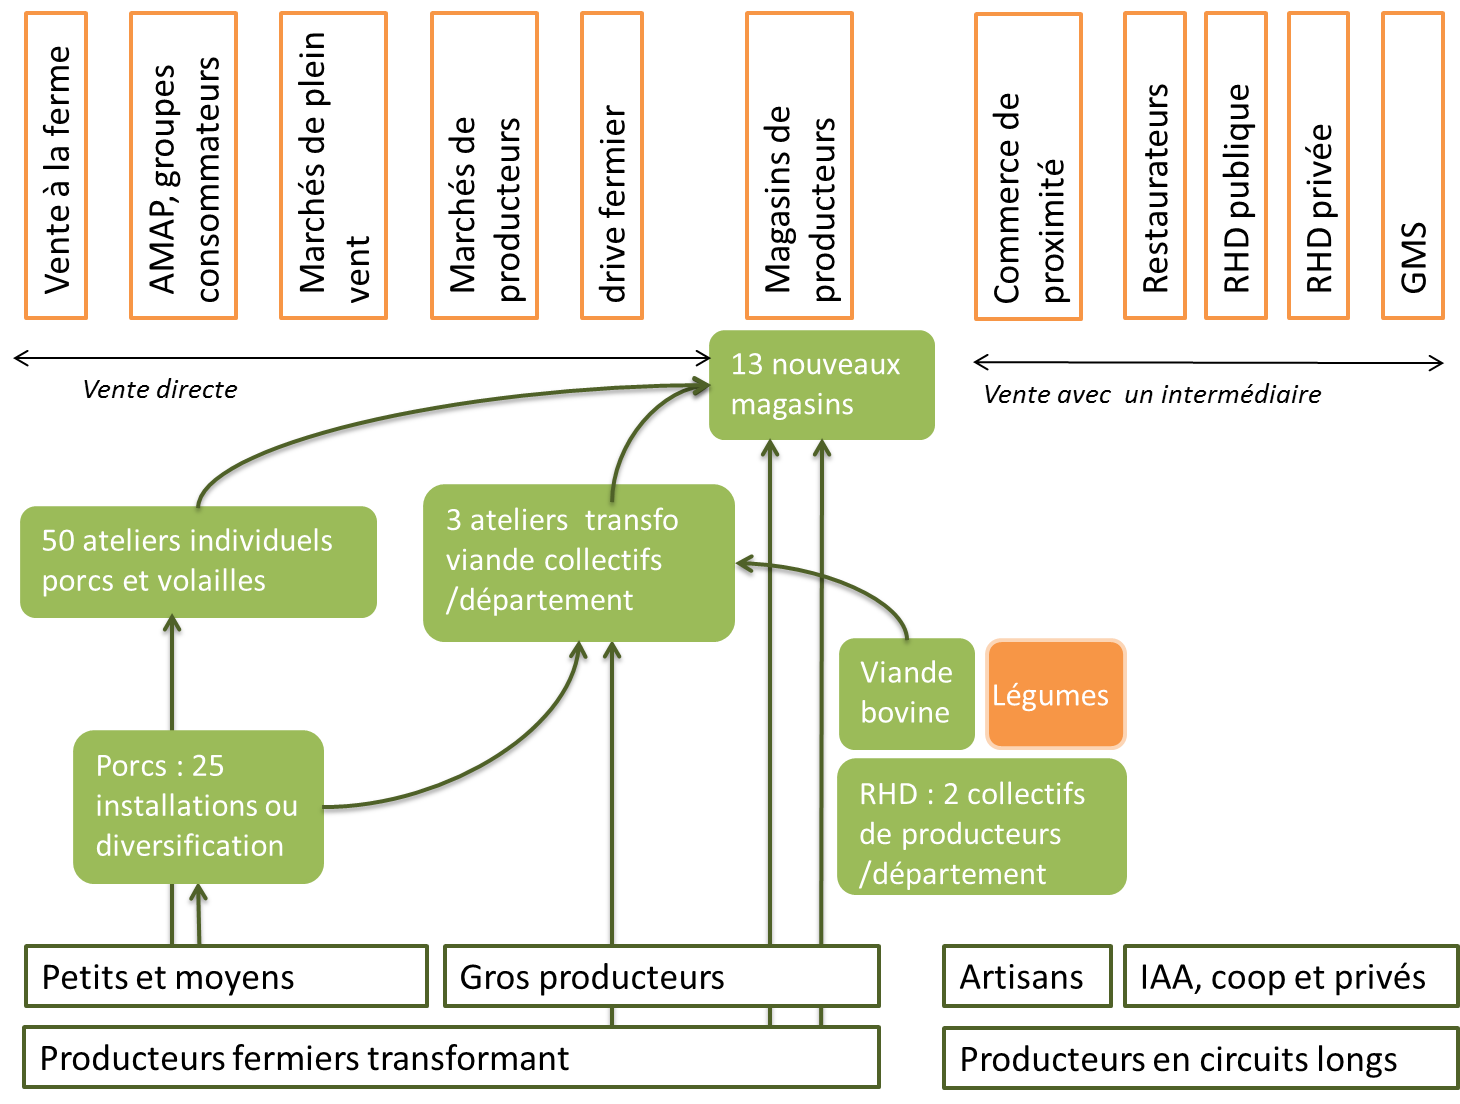 Vente à la ferme
AMAP, groupes
consommateurs
Marchés de plein
vent
Marchés de
producteurs
drive fermier
Magasins de
producteurs
Commerce de
proximité
Restaurateurs
RHD publique
RHD privée
GMS
Vente directe
13 nouveaux
magasins
Vente avec un intermédiaire
50 ateliers individuels
porcs et volailles
3 ateliers transfo
viande collectifs
/département
Viande
bovine
Légumes
Porcs : 25
installations ou
diversification
RHD : 2 collectifs
de producteurs
/département
Petits et moyens
Gros producteurs
Artisans
IAA, coop et privés
Producteurs fermiers transformant
Producteurs en circuits longs